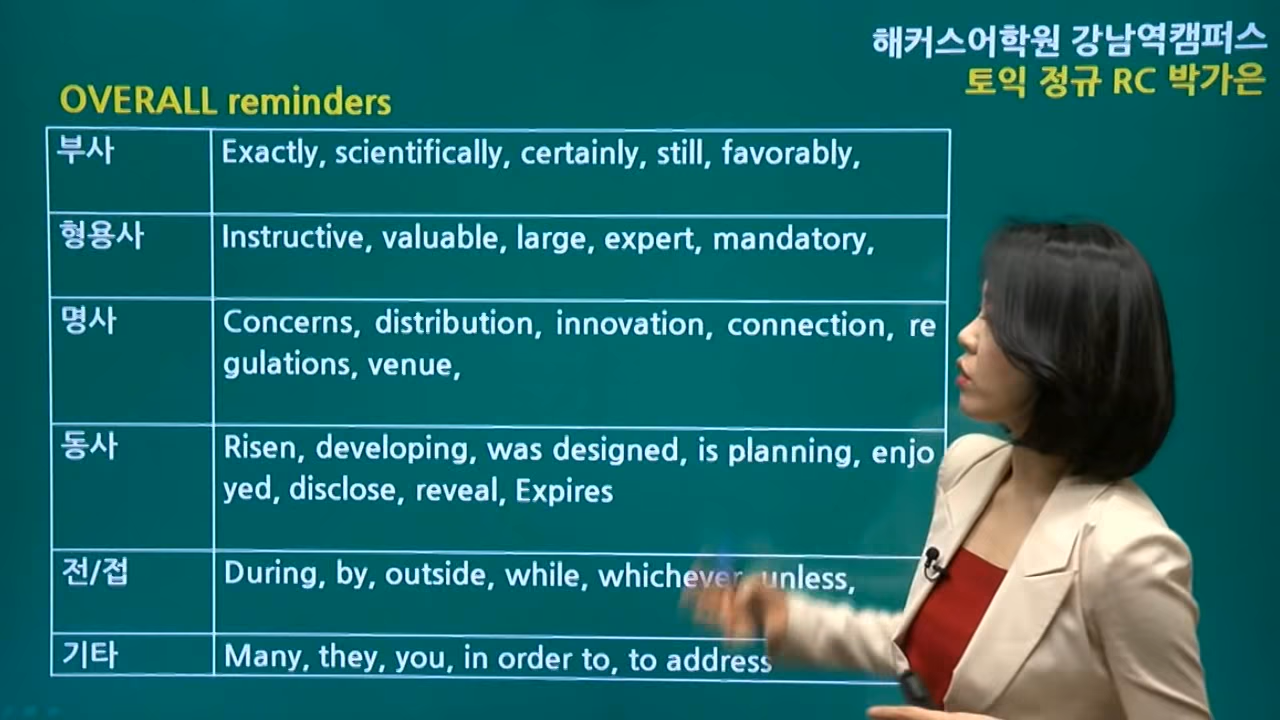 해커스어학원 강남역캠퍼스
토익 정규 RC 박가은
OVERALL reminders
부사 Exactly, scientifically, certainly, still, favorably,
형용사 Instructive, valuable, large, expert, mandatory,
명사 Concerns, distribution, innovation, connection, re
gulations, venue,
동사 Risen, developing, was designed, is planning, enjo
yed, disclose, reveal, Expires
전/접 During, by, outside, while, whichever, unless,
기타 Many, they, you, in order to, to address